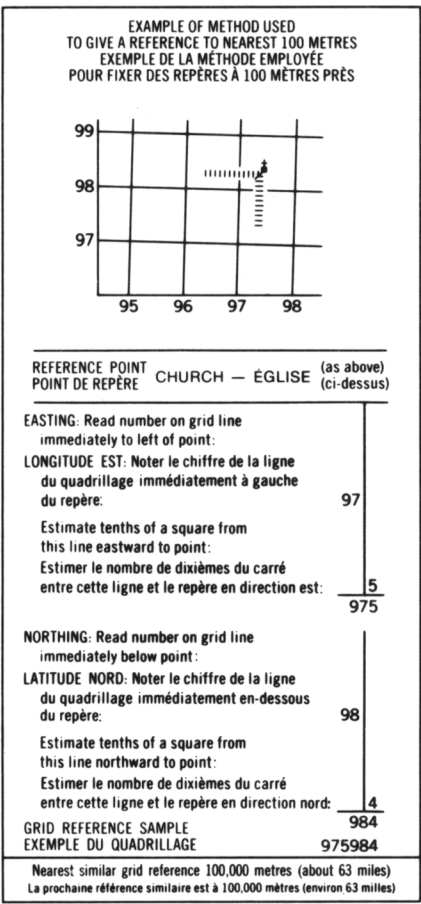 EXAMPLE OF METHOD USED
TO GIVE A REFERENCE TO NEAREST 100 METRES
EXEMPLE DE LA MÉTHODE EMPLOYÉE
POUR FIXER DES REPÈRES À 100 MÈTRES PRÈS
99
98
97
95 96 97 98
REFERENCE POINT
POINT DE REPÈRE CHURCH — ÉGLISE (as above)
(ci-dessus)
EASTING: Read number on grid line
immediately to left of point:
LONGITUDE EST: Noter le chiffre de la ligne
du quadrillage immédiatement à gauche
du repère: 97
Estimate tenths of a square from
this line eastward to point:
Estimer le nombre de dixièmes du carré
entre cette ligne et le repère en direction est: 5
975
NORTHING: Read number on grid line
immediately below point:
LATITUDE NORD: Noter le chiffre de la ligne
du quadrillage immédiatement en-dessous
du repère: 98
Estimate tenths of a square from
this line northward to point:
Estimer le nombre de dixièmes du carré
entre cette ligne et le repère en direction nord: 4
GRID REFERENCE SAMPLE 984
EXEMPLE DU QUADRILLAGE 975984
Nearest similar grid reference 100,000 metres (about 63 miles)
La prochaine référence similaire est à 100,000 mètres (environ 63 milles)